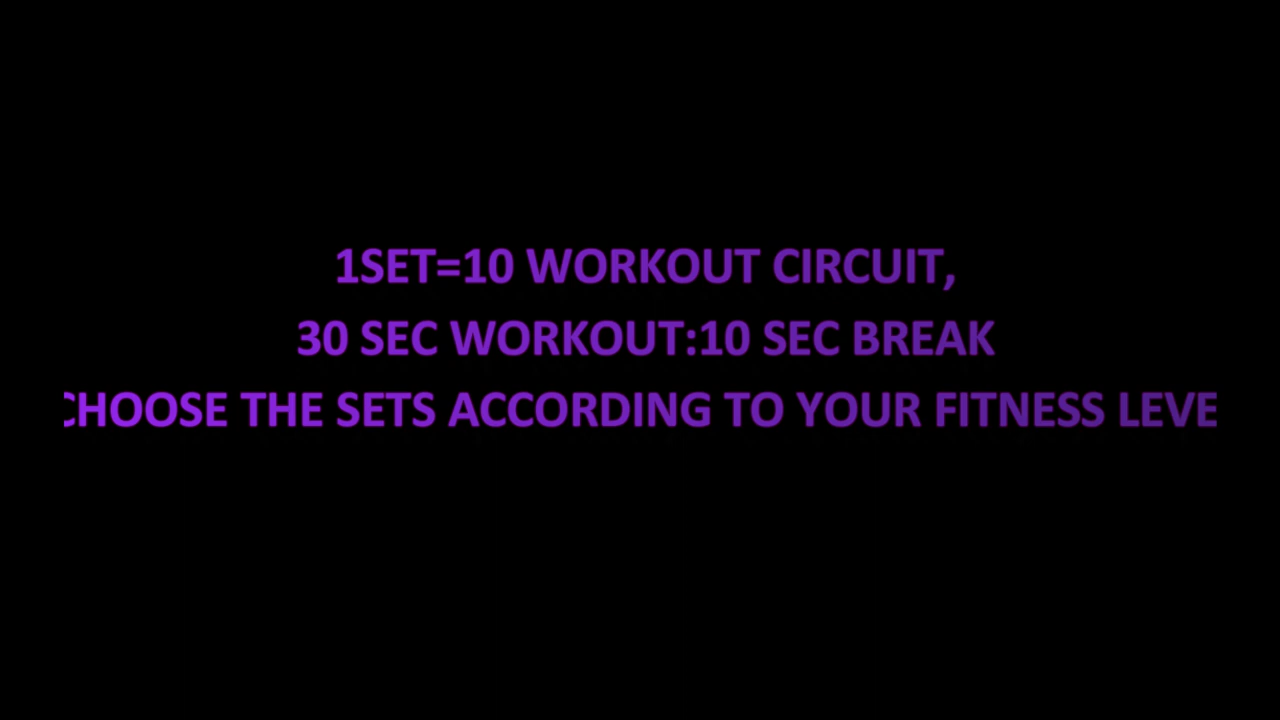 1SET=10 WORKOUT CIRCUIT,
30 SEC WORKOUT:10 SEC BREAK
CHOOSE THE SETS ACCORDING TO YOUR FITNESS LEVE